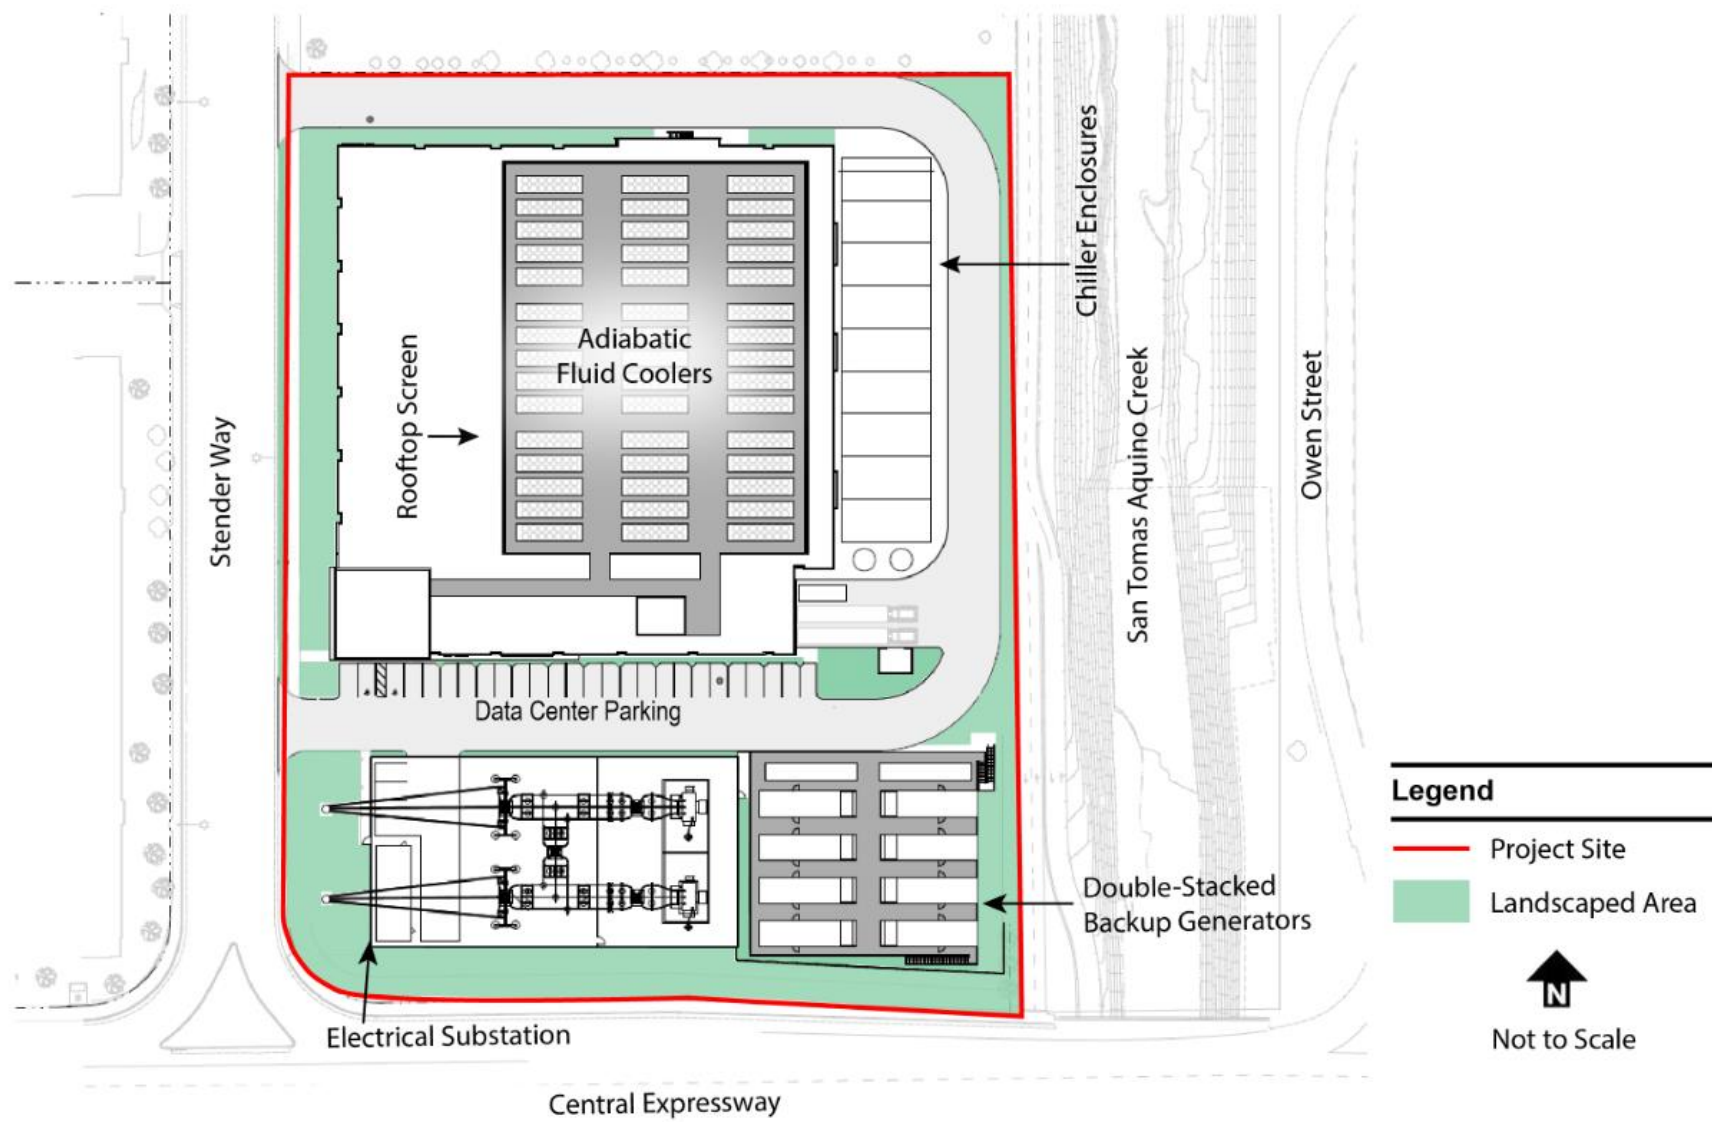 Chiller Enclosures
Adiabatic
Fluid Coolers
Rooftop Screen
Stender Way
San Tomas Aquino Creek
Owen Street
Data Center Parking
Legend
Project Site
Landscaped Area
N
Not to Scale
Double-Stacked
Backup Generators
Electrical Substation
Central Expressway